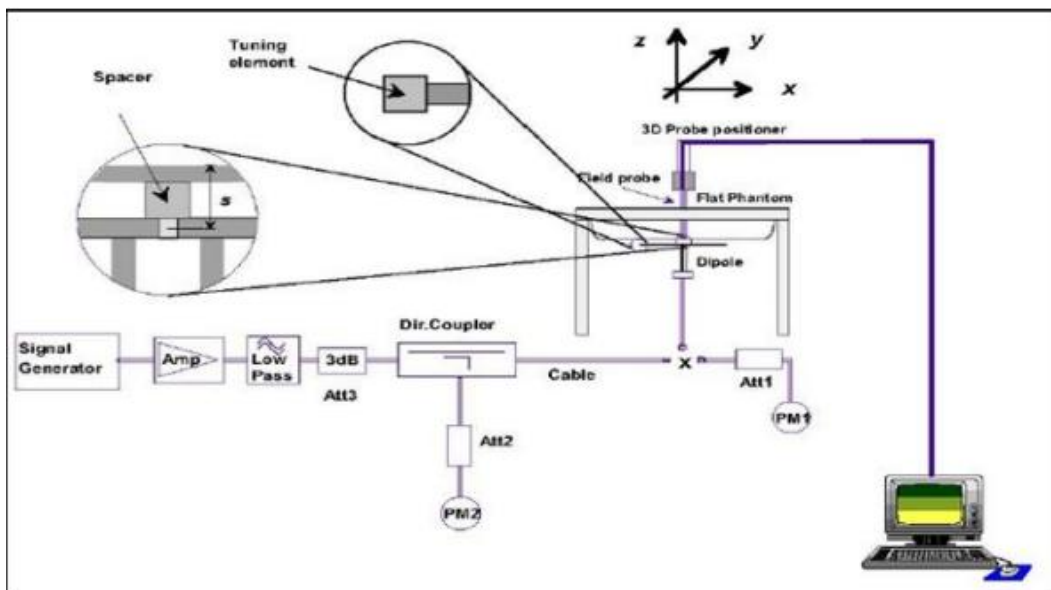 Tuning
element
z
y
x
Spacer
3D Probe positioner
s
Field probe
Flat Phantom
Dipole
Dir.Coupler
Signal
Generator
Amp
Low
Pass
3dB
Att3
Cable
x
Att1
PM1
Att2
PM2